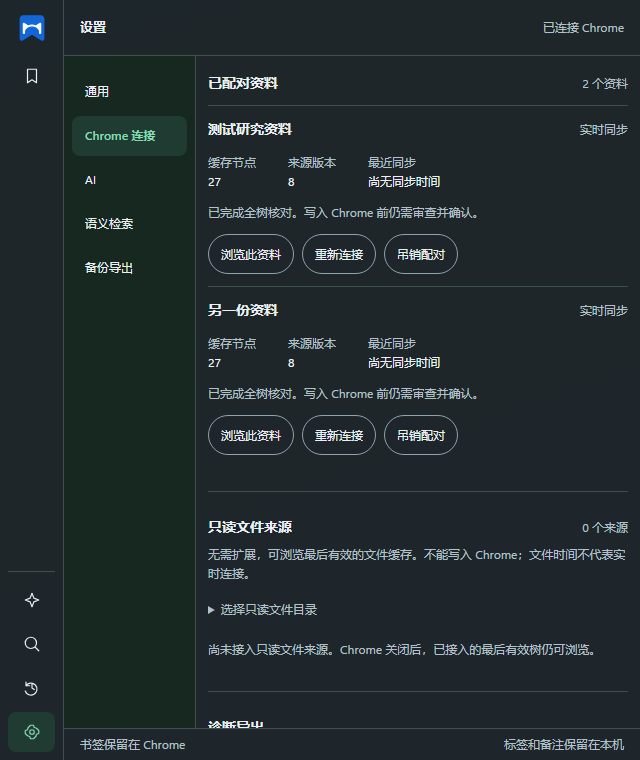 设置
已连接 Chrome
通用
Chrome 连接
AI
语义检索
备份导出
已配对资料
2 个资料
测试研究资料
实时同步
缓存节点 来源版本 最近同步
27 8 尚无同步时间
已完成全树核对。写入 Chrome 前仍需审查并确认。
浏览此资料 重新连接 吊销配对
另一份资料
实时同步
缓存节点 来源版本 最近同步
27 8 尚无同步时间
已完成全树核对。写入 Chrome 前仍需审查并确认。
浏览此资料 重新连接 吊销配对
只读文件来源
0 个来源
无需扩展，可浏览最后有效的文件缓存。不能写入 Chrome；文件时间不代表实
时连接。
选择只读文件目录
尚未接入只读文件来源。Chrome 关闭后，已接入的最后有效树仍可浏览。
诊断导出
书签保留在 Chrome
标签和备注保留在本机